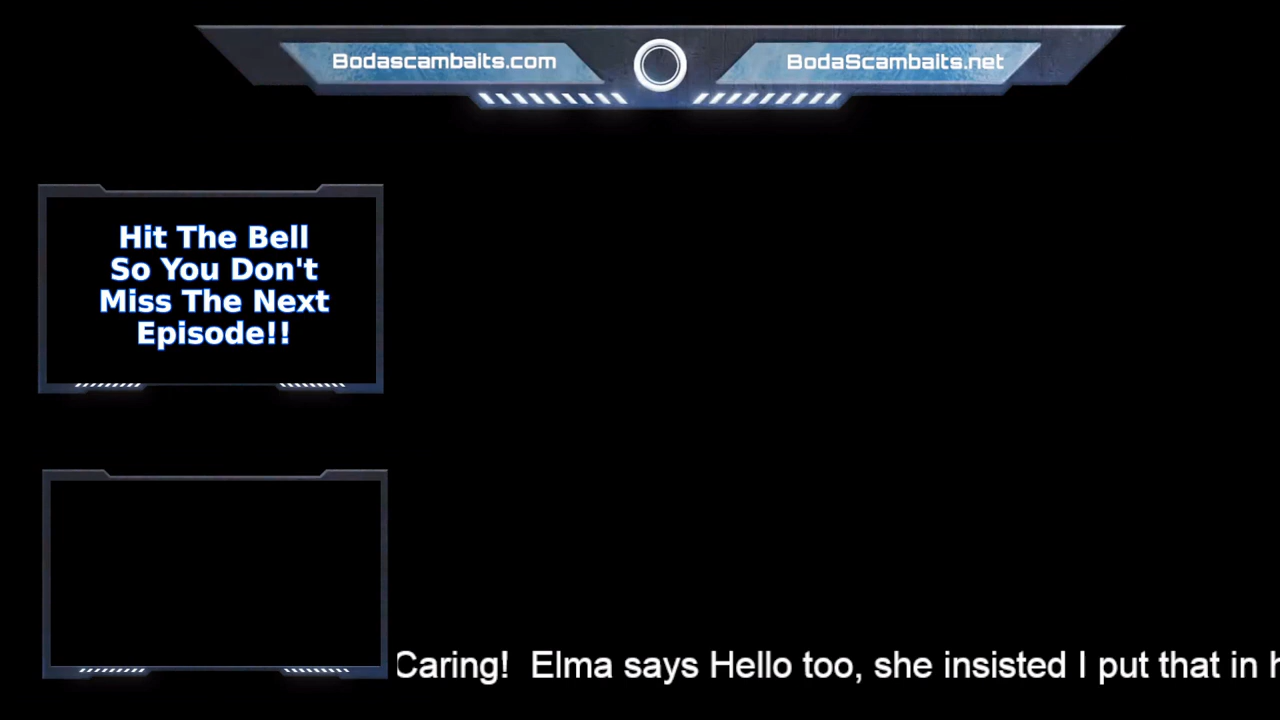 Bodascambaits.com
BodaScambaits.net
Hit The Bell
So You Don't
Miss The Next
Episode!!
Caring!  Elma says Hello too, she insisted I put that in